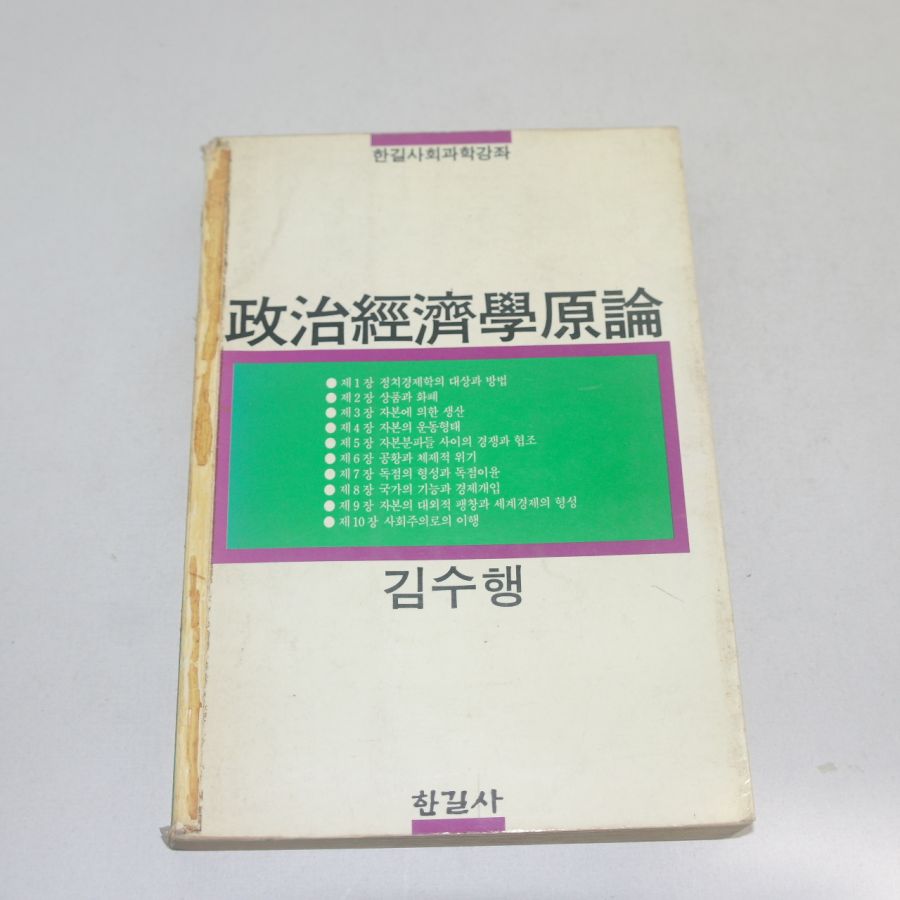 한길사회과학강좌
政治經濟學原論
● 제1장 정치경제학의 대상과 방법
● 제2장 상품과 화폐
● 제3장 자본에 의한 생산
● 제4장 자본의 운동형태
● 제5장 자본분파들 사이의 경쟁과 협조
● 제6장 공황과 체제적 위기
● 제7장 독점의 형성과 독점이윤
● 제8장 국가의 기능과 경제개입
● 제9장 자본의 대외적 팽창과 세계경제의 형성
● 제10장 사회주의로의 이행
김수행
한길사